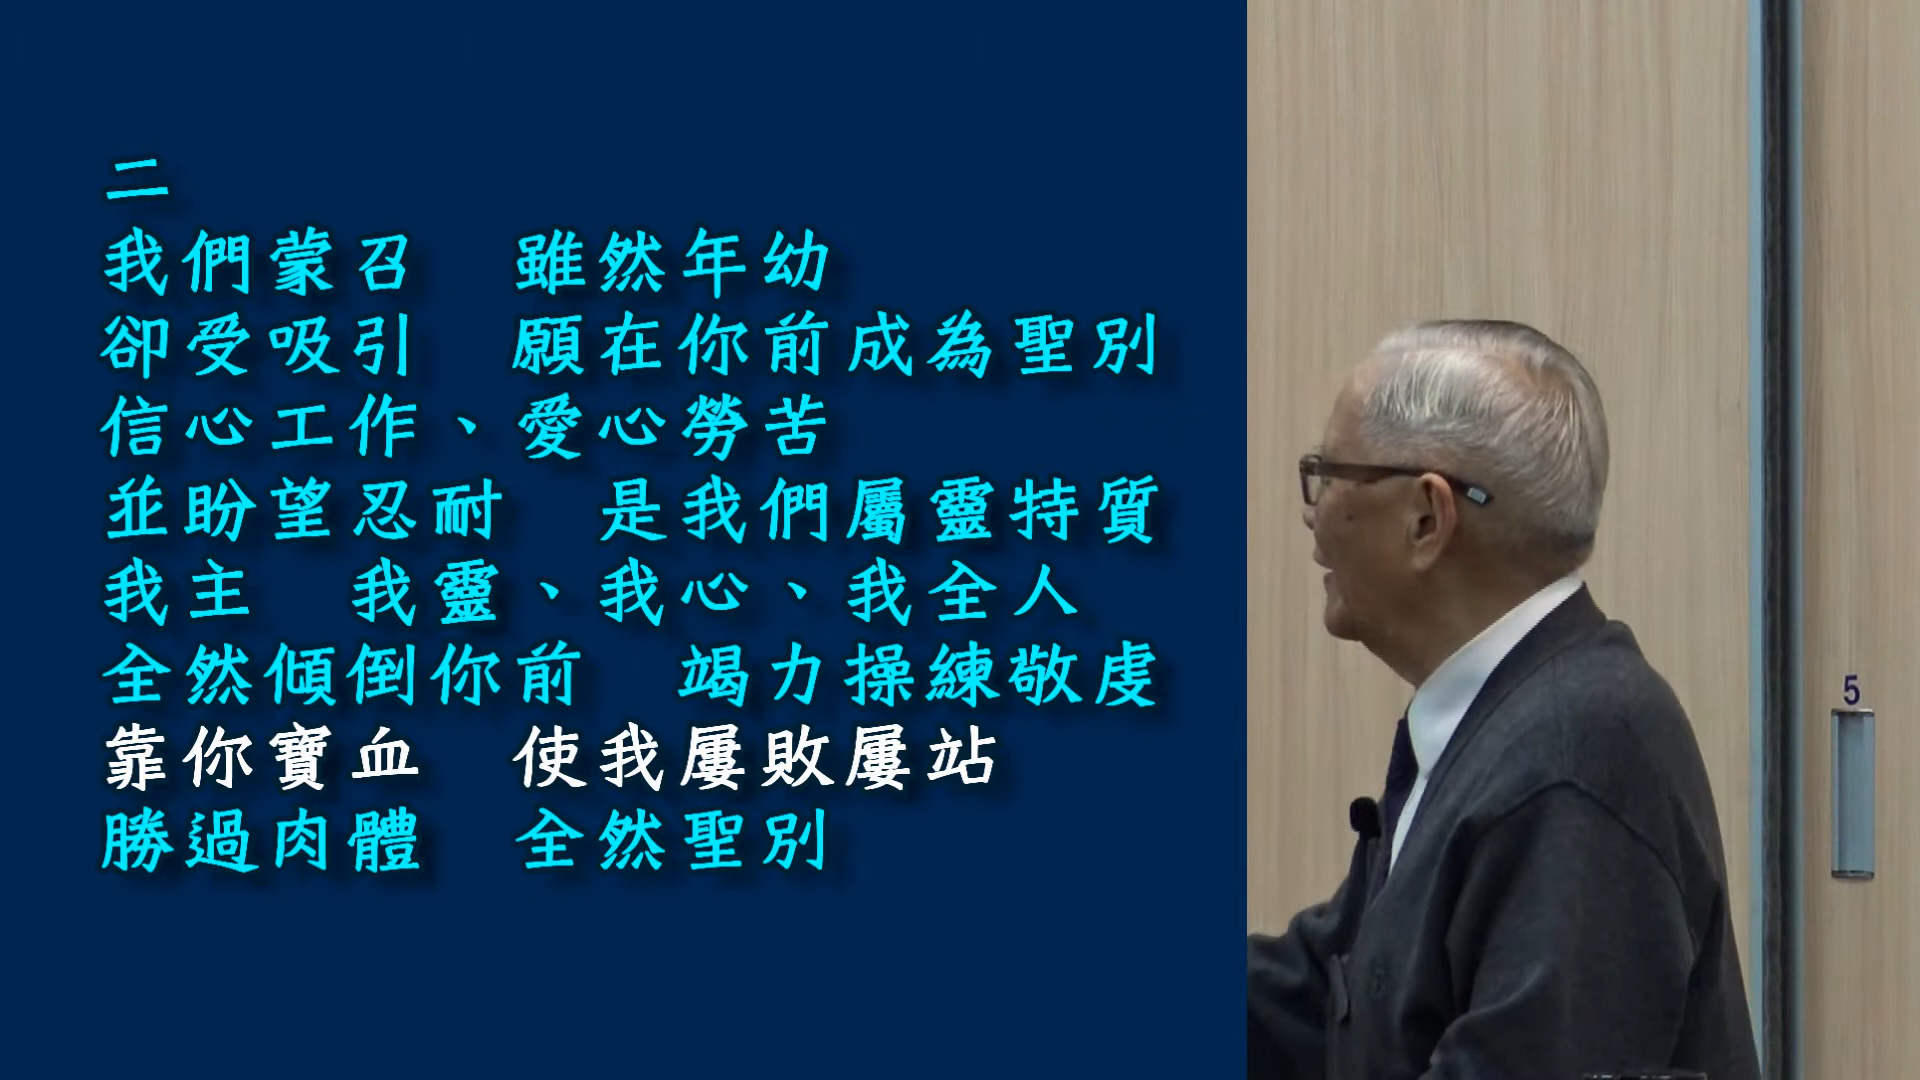 二
我們蒙召　雖然年幼
卻受吸引　願在你前成為聖別
信心工作、愛心勞苦
並盼望忍耐　是我們屬靈特質
我主　我靈、我心、我全人
全然傾倒你前　竭力操練敬虔
靠你寶血　使我屢敗屢站
勝過肉體　全然聖別
5